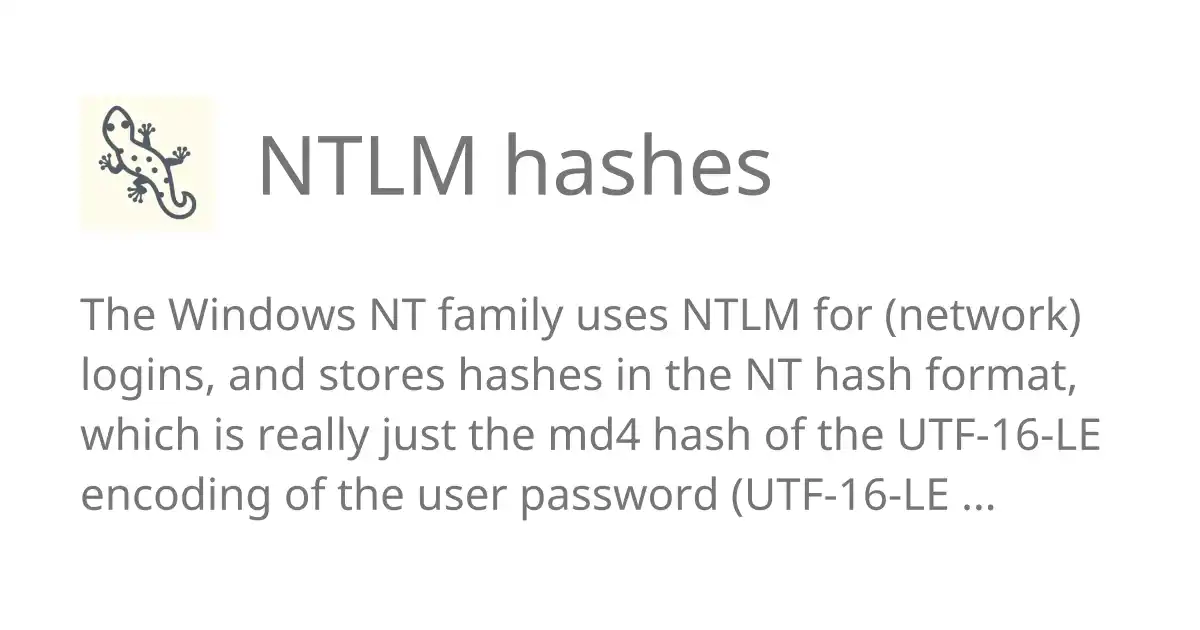 NTLM hashes
The Windows NT family uses NTLM for (network)
logins, and stores hashes in the NT hash format,
which is really just the md4 hash of the UTF-16-LE
encoding of the user password (UTF-16-LE ...